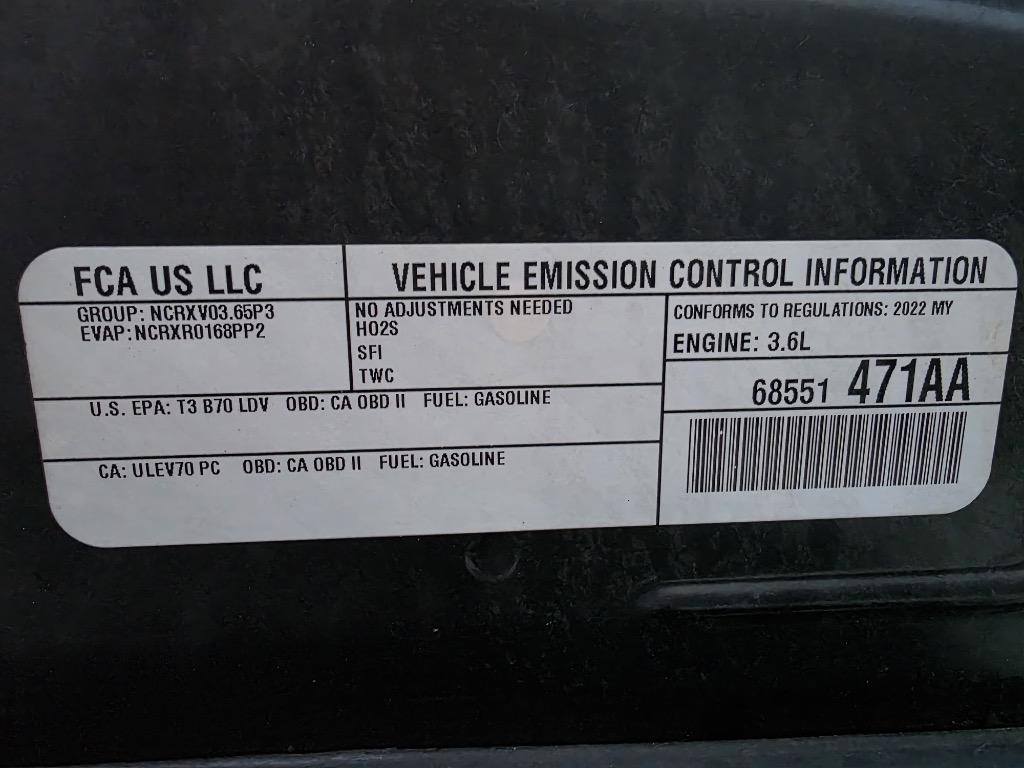 FCA US LLC
VEHICLE EMISSION CONTROL INFORMATION
GROUP: NCRXV03.65P3
EVAP:NCRXR0168PP2
NO ADJUSTMENTS NEEDED
HO2S
SFI
TWC
CONFORMS TO REGULATIONS: 2022 MY
ENGINE: 3.6L
68551 471AA
U.S. EPA: T3 B70 LDV OBD: CA OBD II FUEL: GASOLINE
CA: ULEV70 PC OBD: CA OBD II FUEL: GASOLINE